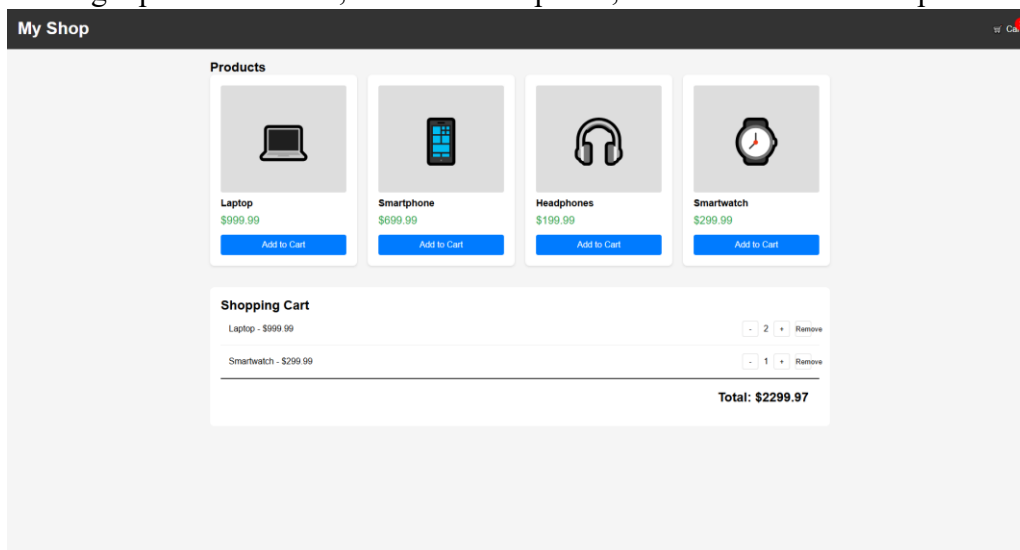 My Shop
Products
Laptop
$999.99
Add to Cart
Smartphone
$699.99
Add to Cart
Headphones
$199.99
Add to Cart
Smartwatch
$299.99
Add to Cart
Shopping Cart
Laptop - $999.99 - 2 + Remove
Smartwatch - $299.99 - 1 + Remove
Total: $2299.97